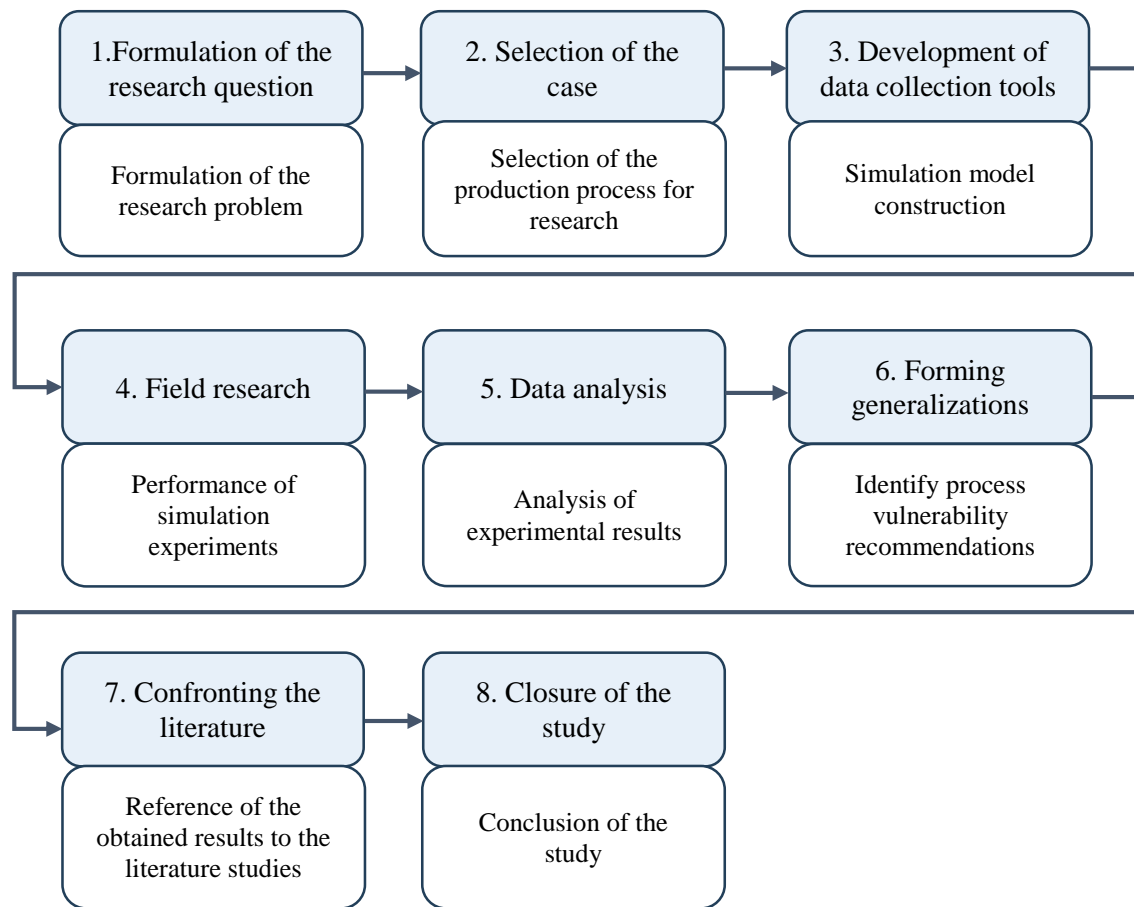 1.Formulation of the
research question
Formulation of the
research problem
2. Selection of the
case
Selection of the
production process for
research
3. Development of
data collection tools
Simulation model
construction
4. Field research
Performance of
simulation
experiments
5. Data analysis
Analysis of
experimental results
6. Forming
generalizations
Identify process
vulnerability
recommendations
7. Confronting the
literature
Reference of the
obtained results to the
literature studies
8. Closure of the
study
Conclusion of the
study